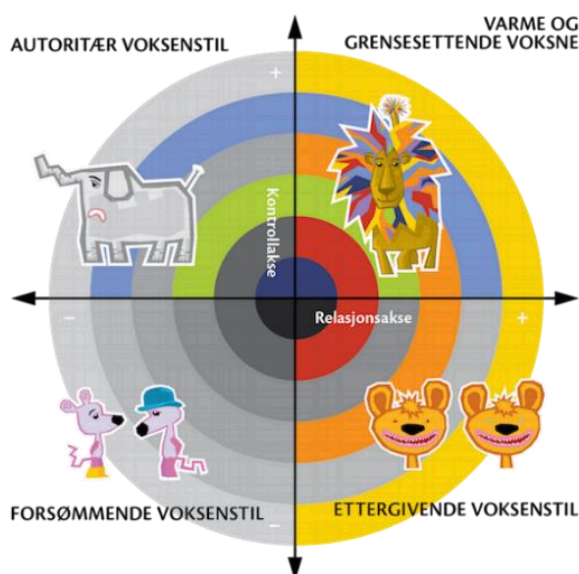 AUTORITÆR VOKSENSTIL
VARME OG
GRENSESETTENDE VOKSNE
+
Kontrollakse
Relasjonsakse
–
+
FORSØMMENDE VOKSENSTIL
–
ETTERGIVENDE VOKSENSTIL